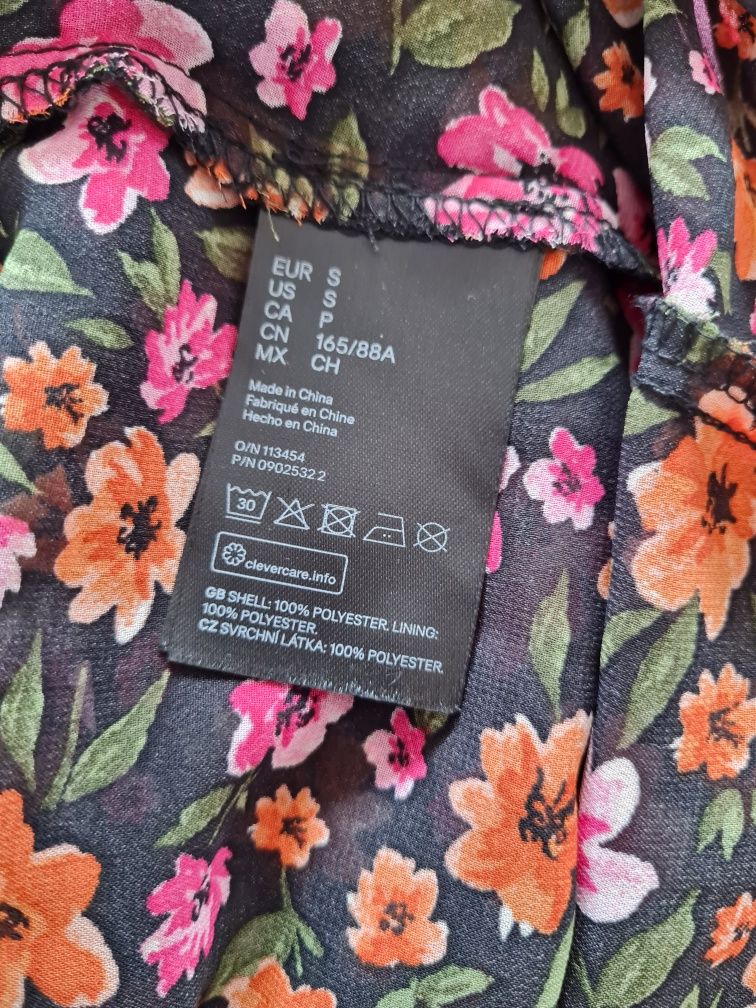 EUR S
US S
CA P
CN 165/88A
MX CH
Made in China
Fabriqué en Chine
Hecho en China
O/N 113454
P/N 0902532 2
30
clevercare.info
GB SHELL: 100% POLYESTER. LINING:
100% POLYESTER.
CZ SVRCHNÍ LÁTKA: 100% POLYESTER.